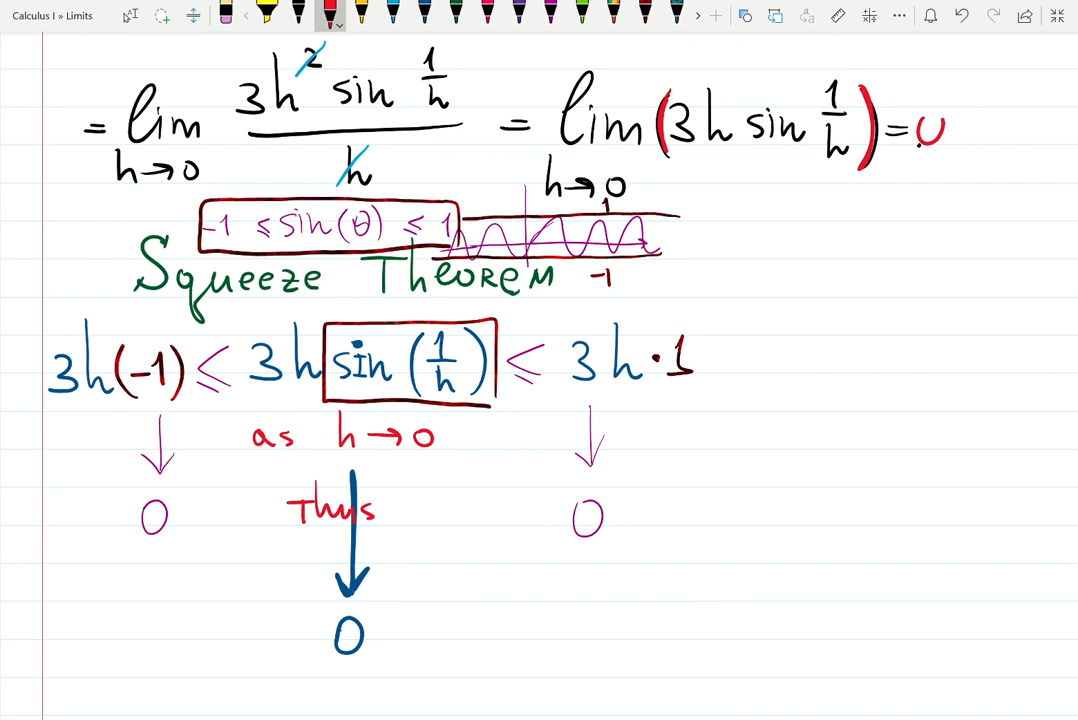 Calculus I » Limits
= lim h→0 3h² sin 1/h / h = lim h→0 (3h sin 1/h) = 0
-1 ≤ sin(θ) ≤ 1
1
-1
Squeeze Theorem
3h(-1) ≤ 3h sin(1/h) ≤ 3h·1
as h→0
0 Thus 0
0